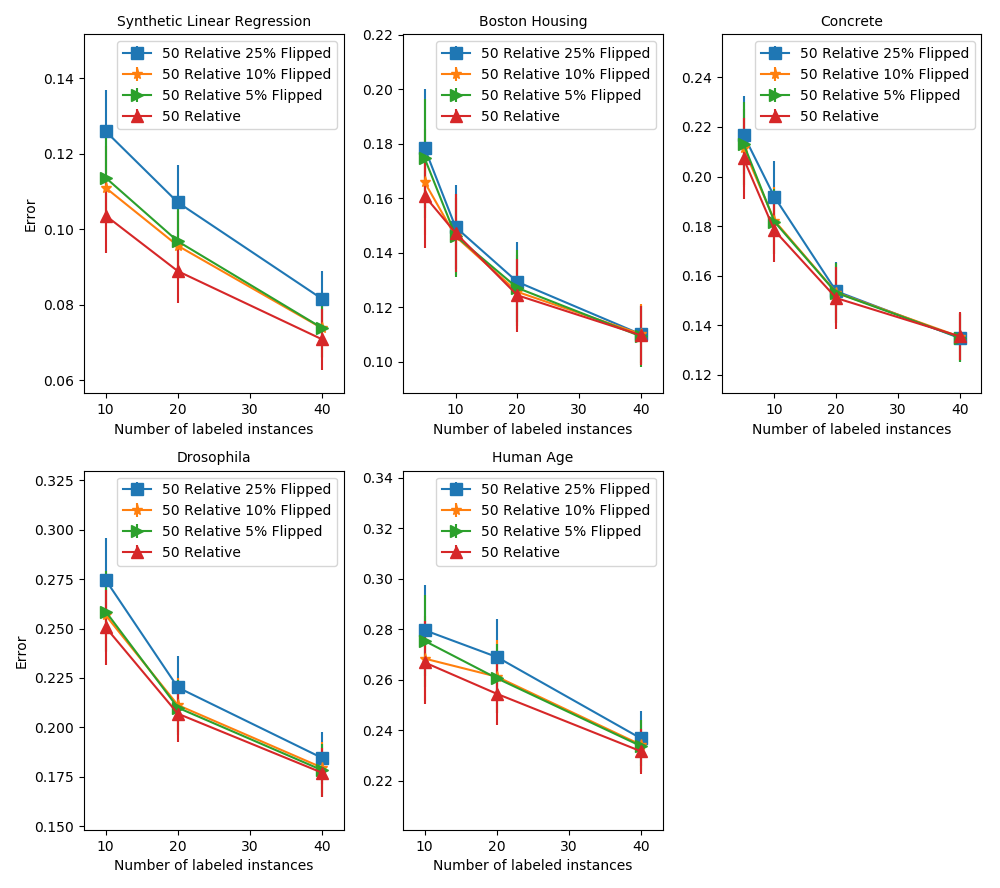 Synthetic Linear Regression
Boston Housing
Concrete
50 Relative 25% Flipped
50 Relative 10% Flipped
50 Relative 5% Flipped
50 Relative
50 Relative 25% Flipped
50 Relative 10% Flipped
50 Relative 5% Flipped
50 Relative
50 Relative 25% Flipped
50 Relative 10% Flipped
50 Relative 5% Flipped
50 Relative
Error
0.14
0.12
0.10
0.08
0.06
0.22
0.20
0.18
0.16
0.14
0.12
0.10
0.24
0.22
0.20
0.18
0.16
0.14
0.12
10 20 30 40
10 20 30 40
10 20 30 40
Number of labeled instances
Number of labeled instances
Number of labeled instances
Drosophila
Human Age
50 Relative 25% Flipped
50 Relative 10% Flipped
50 Relative 5% Flipped
50 Relative
50 Relative 25% Flipped
50 Relative 10% Flipped
50 Relative 5% Flipped
50 Relative
Error
0.325
0.300
0.275
0.250
0.225
0.200
0.175
0.150
0.34
0.32
0.30
0.28
0.26
0.24
0.22
10 20 30 40
10 20 30 40
Number of labeled instances
Number of labeled instances